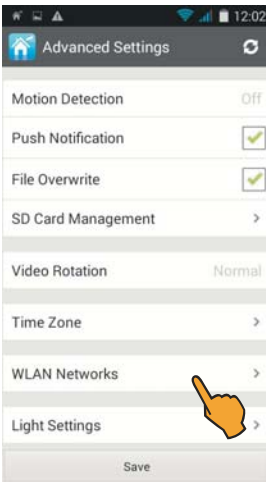 12:02
Advanced Settings
Motion Detection Off
Push Notification
File Overwrite
SD Card Management
Video Rotation Normal
Time Zone
WLAN Networks
Light Settings
Save